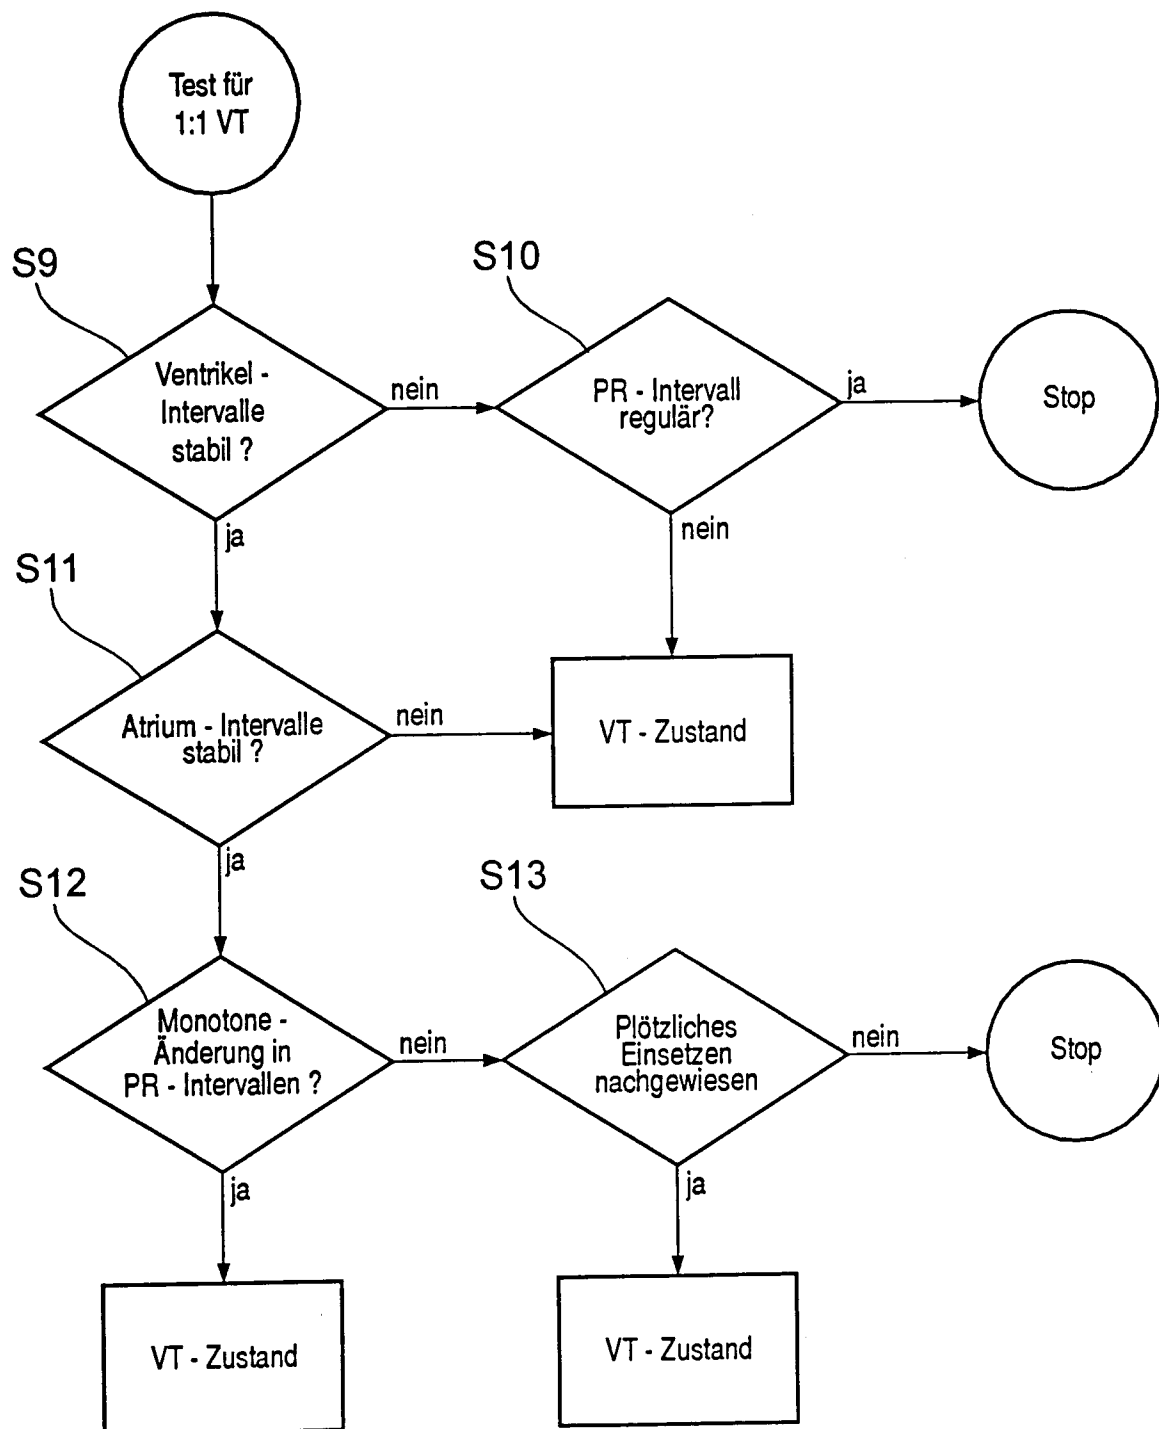 Test für
1:1 VT
S9
Ventrikel -
Intervalle
stabil ?
nein
S10
PR - Intervall
regulär?
ja
Stop
ja
nein
S11
Atrium - Intervalle
stabil ?
nein
VT - Zustand
ja
S12
Monotone -
Änderung in
PR - Intervallen ?
nein
S13
Plötzliches
Einsetzen
nachgewiesen
nein
Stop
ja
ja
VT - Zustand
VT - Zustand